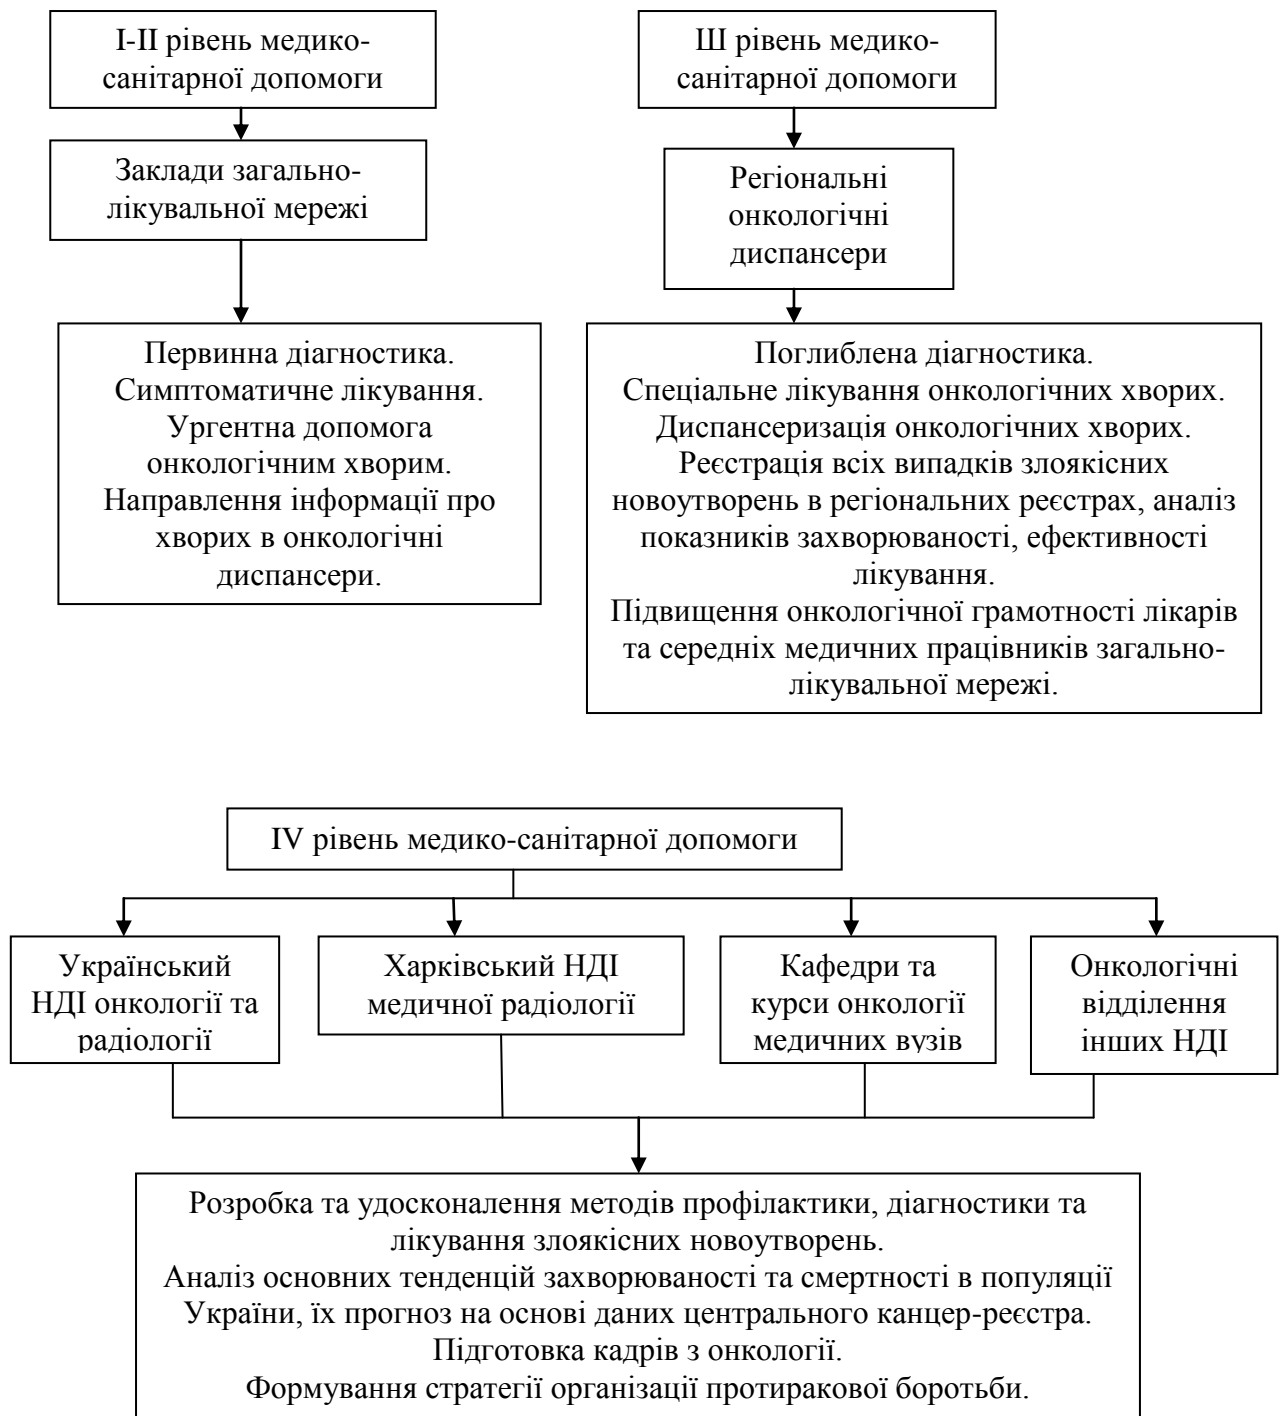 І-ІІ рівень медико-
санітарної допомоги
Заклади загально-
лікувальної мережі
Первинна діагностика.
Симптоматичне лікування.
Ургентна допомога
онкологічним хворим.
Направлення інформації про
хворих в онкологічні
диспансери.
Ш рівень медико-
санітарної допомоги
Регіональні
онкологічні
диспансери
Поглиблена діагностика.
Спеціальне лікування онкологічних хворих.
Диспансеризація онкологічних хворих.
Реєстрація всіх випадків злоякісних
новоутворень в регіональних реєстрах, аналіз
показників захворюваності, ефективності
лікування.
Підвищення онкологічної грамотності лікарів
та середніх медичних працівників загально-
лікувальної мережі.
IV рівень медико-санітарної допомоги
Український
НДІ онкології та
радіології
Харківський НДІ
медичної радіології
Кафедри та
курси онкології
медичних вузів
Онкологічні
відділення
інших НДІ
Розробка та удосконалення методів профілактики, діагностики та
лікування злоякісних новоутворень.
Аналіз основних тенденцій захворюваності та смертності в популяції
України, їх прогноз на основі даних центрального канцер-реєстра.
Підготовка кадрів з онкології.
Формування стратегії організації протиракової боротьби.